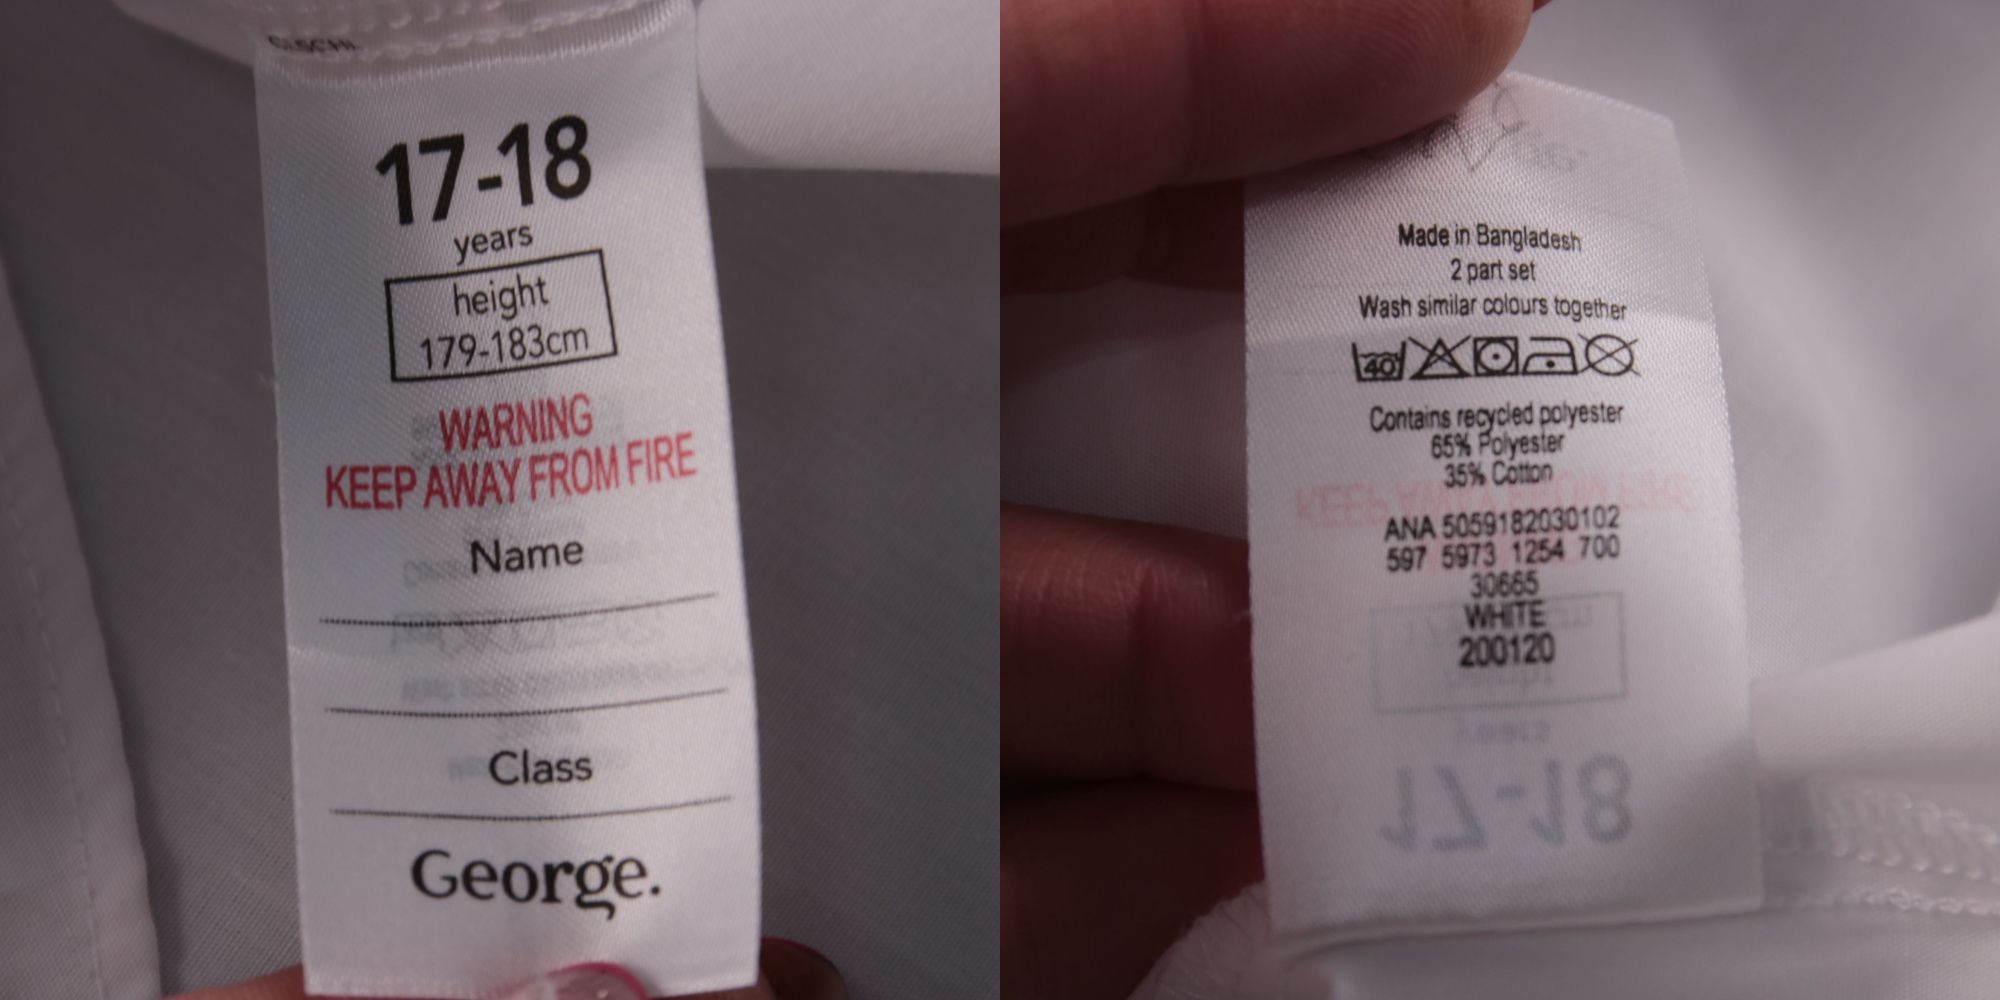 17-18
years
height
179-183cm
WARNING
KEEP AWAY FROM FIRE
Name
Class
George.
Made in Bangladesh
2 part set
Wash similar colours together
40
Contains recycled polyester
65% Polyester
35% Cotton
ANA 5059182030102
597 5973 1254 700
30665
WHITE
200120